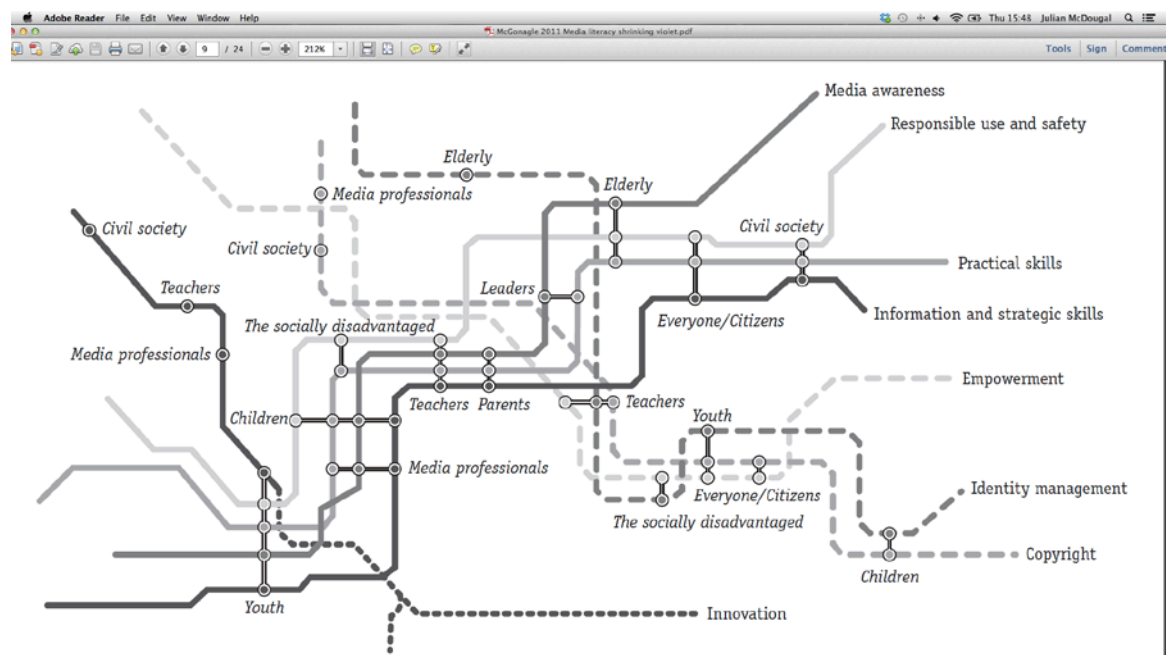 Adobe Reader File Edit View Window Help
Thu 15:48 Julian McDougal
McGonagle 2011 Media literacy shrinking violet.pdf
9 / 24 212% Tools Sign Comment
Media awareness
Responsible use and safety
Elderly
Media professionals
Elderly
Civil society
Civil society
Civil society
Practical skills
Teachers
Leaders
Information and strategic skills
Everyone/Citizens
The socially disadvantaged
Media professionals
Empowerment
Teachers Parents
Teachers
Children
Youth
Media professionals
Identity management
Everyone/Citizens
The socially disadvantaged
Copyright
Children
Youth
Innovation